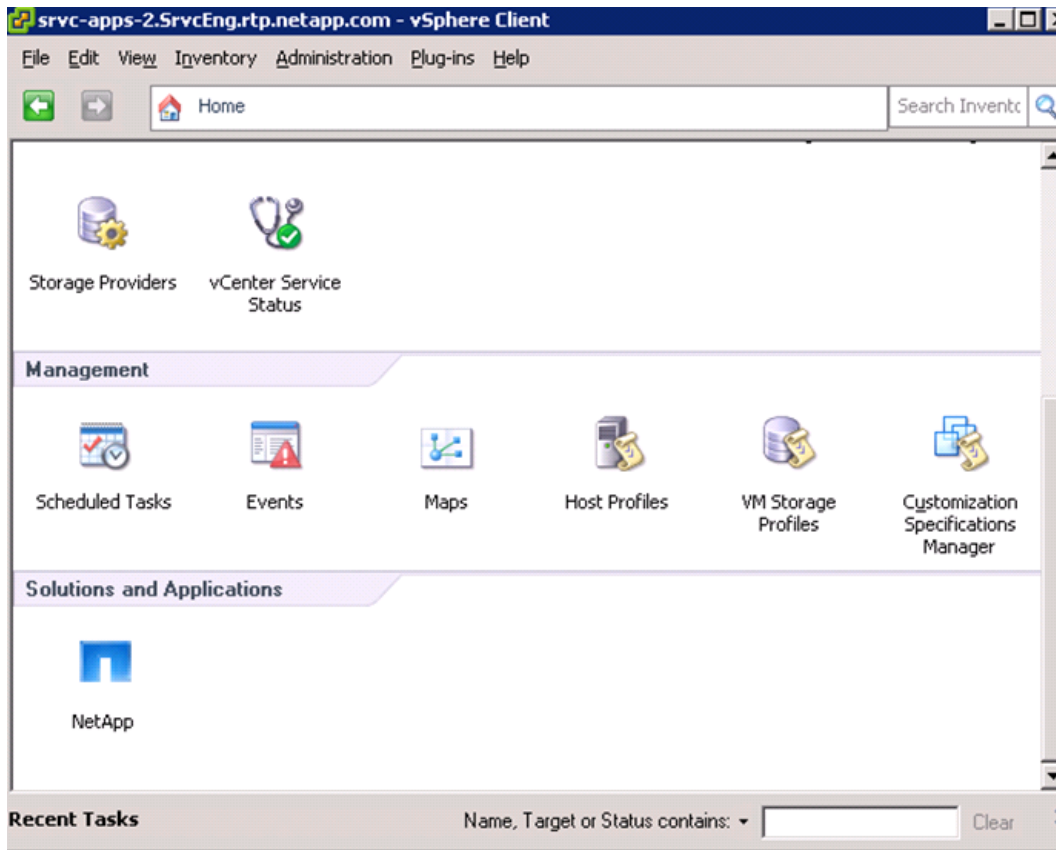 srvc-apps-2.SrvcEng.rtp.netapp.com - vSphere Client
File Edit View Inventory Administration Plug-ins Help
Home
Search Invento
Storage Providers
vCenter Service
Status
Management
Scheduled Tasks
Events
Maps
Host Profiles
VM Storage
Profiles
Customization
Specifications
Manager
Solutions and Applications
NetApp
Recent Tasks
Name, Target or Status contains:
Clear